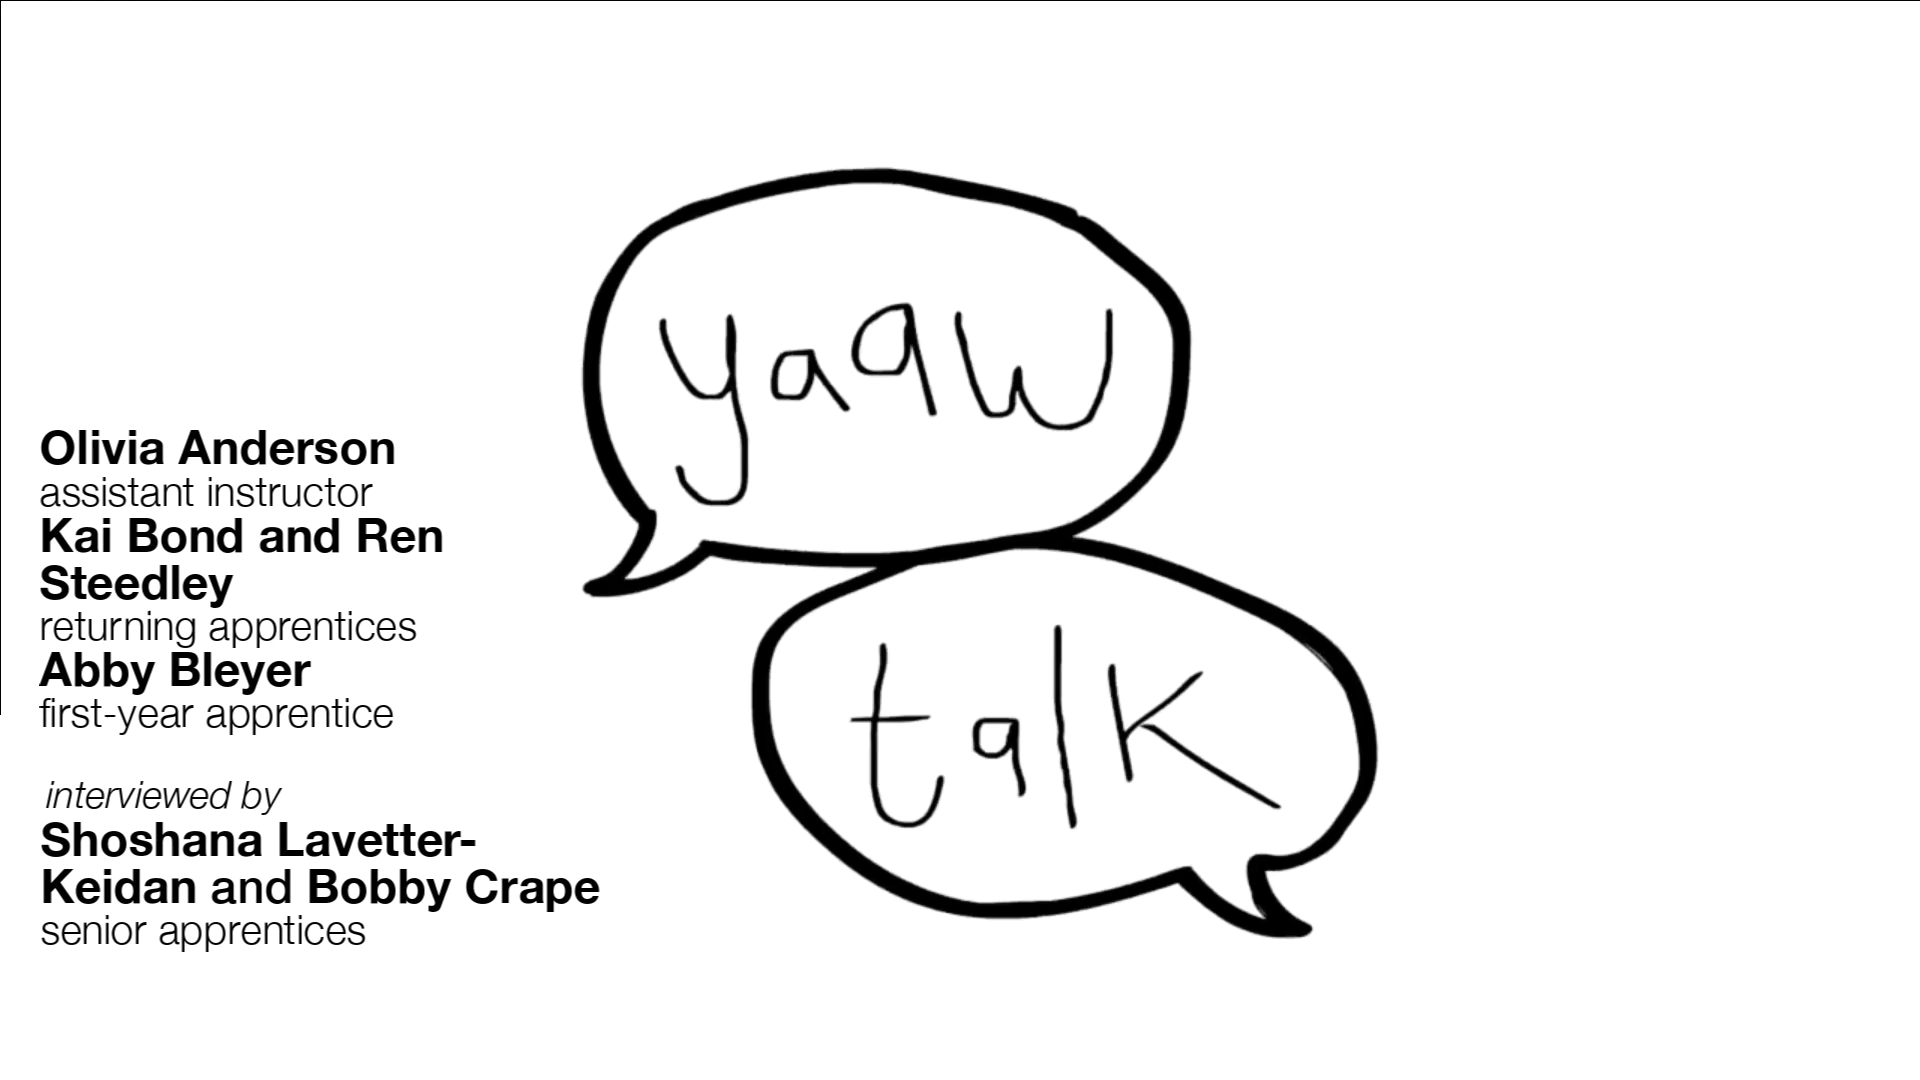 yaaw
talk
Olivia Anderson
assistant instructor
Kai Bond and Ren
Steedley
returning apprentices
Abby Bleyer
first-year apprentice
interviewed by
Shoshana Lavetter-
Keidan and Bobby Crape
senior apprentices